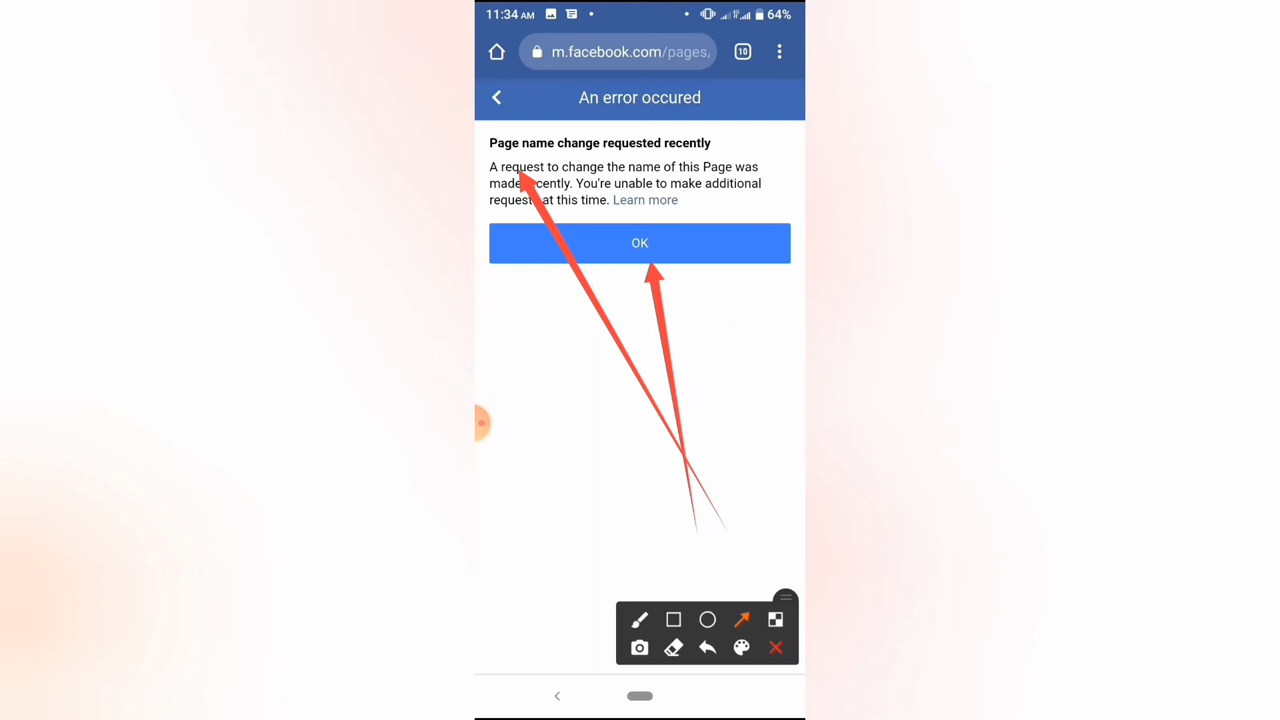 11:34 AM
64%
m.facebook.com/pages,
10
An error occured
Page name change requested recently
A request to change the name of this Page was
made recently. You're unable to make additional
requests at this time. Learn more
OK